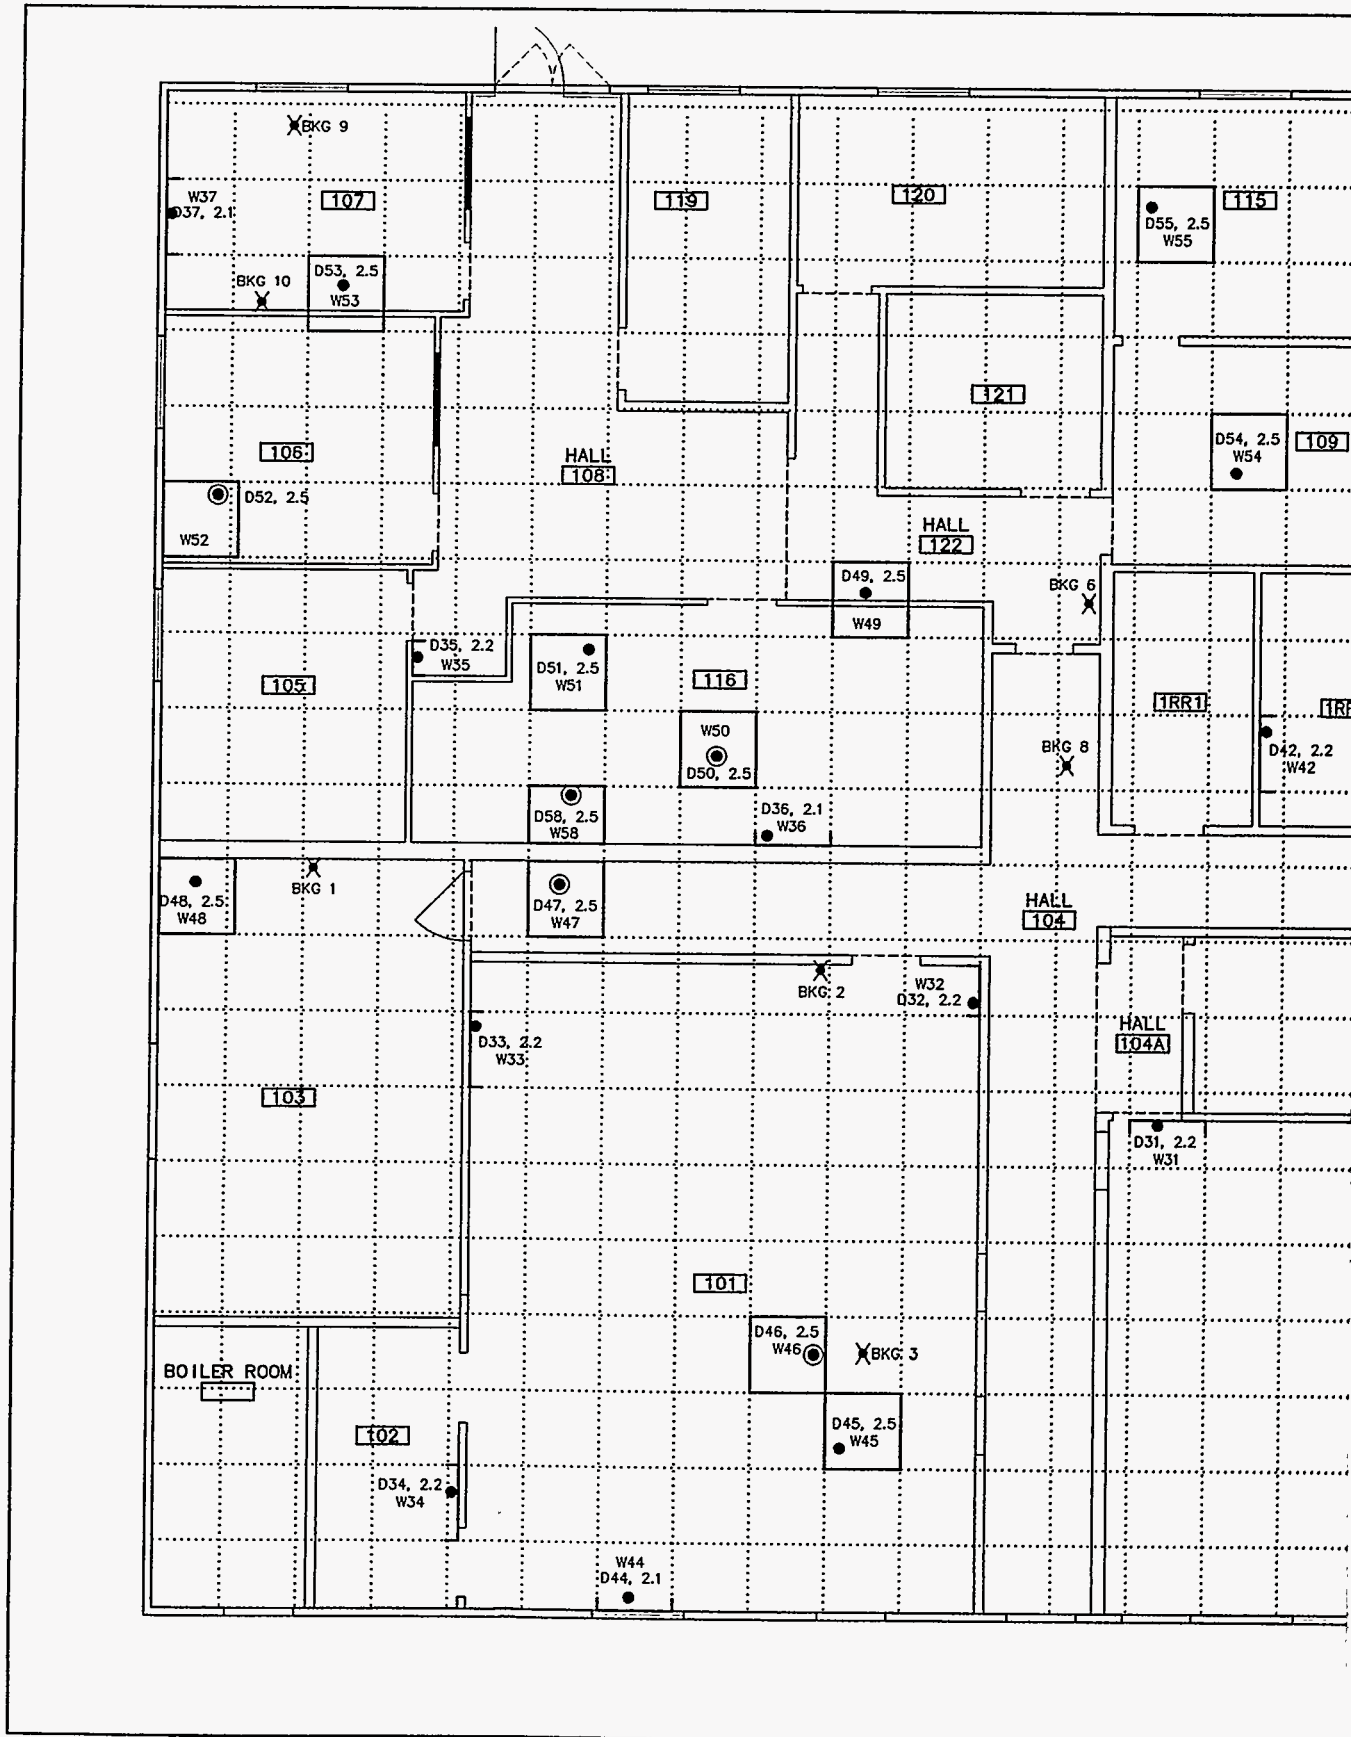 BKG 9
W37
D37, 2.1
107
119
120
115
D55, 2.5
W55
BKG 10
D53, 2.5
W53
121
106
HALL
108
D54, 2.5
W54
109
D52, 2.5
W52
HALL
122
D49, 2.5
W49
BKG 6
D35, 2.2
W35
D51, 2.5
W51
116
105
1RR1
W50
D50, 2.5
BKG 8
D42, 2.2
W42
D58, 2.5
W58
D36, 2.1
W36
BKG 1
D48, 2.5
W48
D47, 2.5
W47
HALL
104
BKG 2
W32
D32, 2.2
D33, 2.2
W33
HALL
104A
103
D31, 2.2
W31
101
D46, 2.5
W46
BKG 3
BOILER ROOM
102
D45, 2.5
W45
D34, 2.2
W34
W44
D44, 2.1